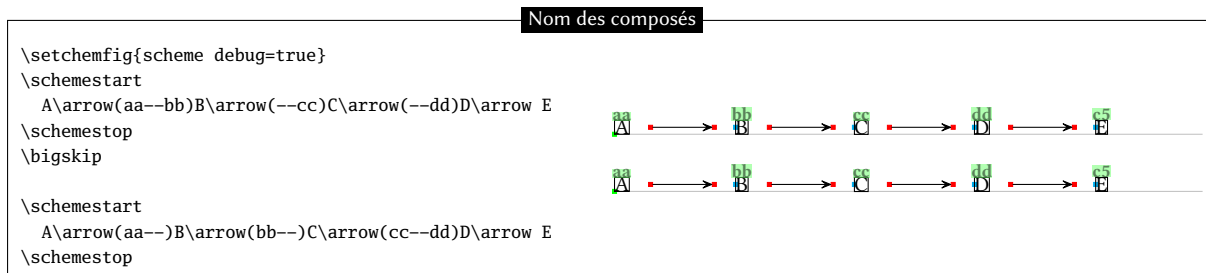 Nom des composés
\setchemfig{scheme debug=true}
\schemestart
  A\arrow(aa--bb)B\arrow(--cc)C\arrow(--dd)D\arrow E
\schemestop
\bigskip

\schemestart
  A\arrow(aa--)B\arrow(bb--)C\arrow(cc--dd)D\arrow E
\schemestop
aa bb cc dd c5
A B C D E
aa bb cc dd c5
A B C D E